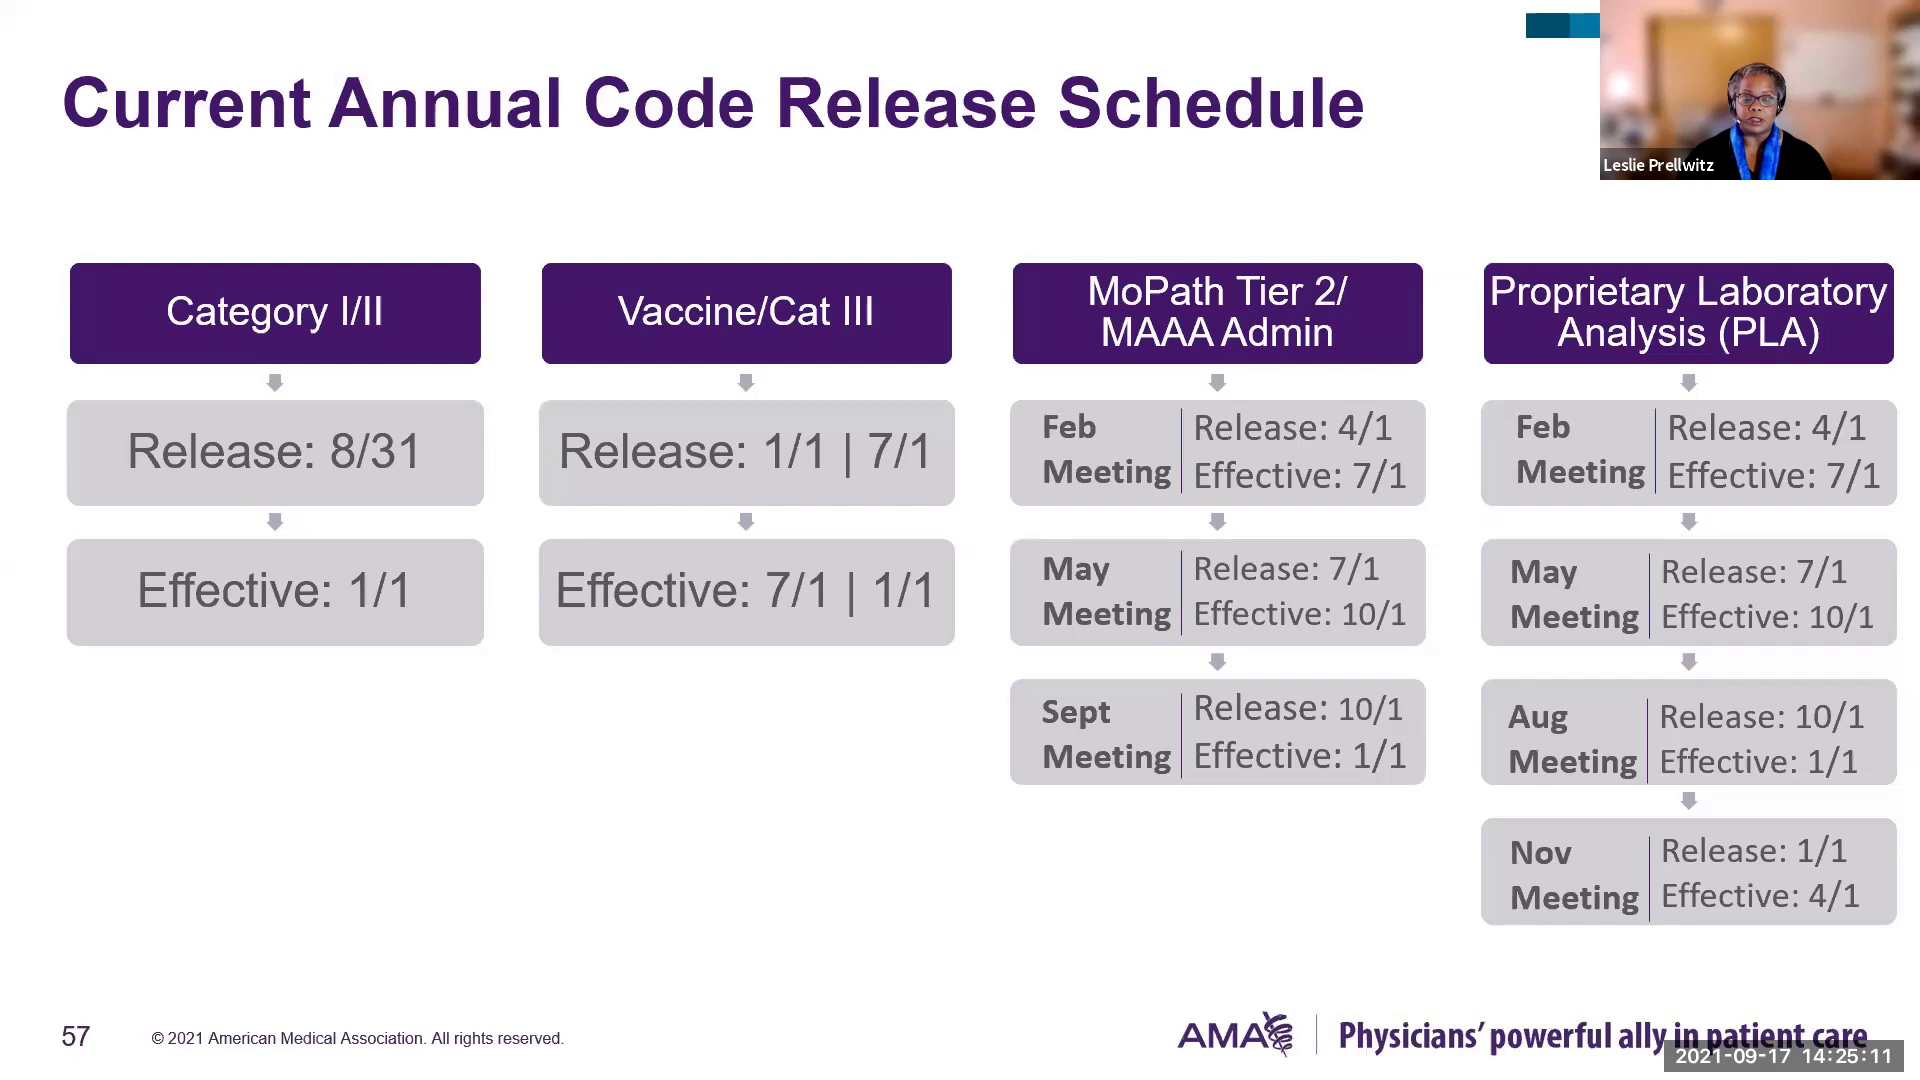 Current Annual Code Release Schedule
Leslie Prellwitz
Category I/II
Release: 8/31
Effective: 1/1
Vaccine/Cat III
Release: 1/1 | 7/1
Effective: 7/1 | 1/1
MoPath Tier 2/
MAAA Admin
Feb
Meeting
Release: 4/1
Effective: 7/1
May
Meeting
Release: 7/1
Effective: 10/1
Sept
Meeting
Release: 10/1
Effective: 1/1
Proprietary Laboratory
Analysis (PLA)
Feb
Meeting
Release: 4/1
Effective: 7/1
May
Meeting
Release: 7/1
Effective: 10/1
Aug
Meeting
Release: 10/1
Effective: 1/1
Nov
Meeting
Release: 1/1
Effective: 4/1
57
© 2021 American Medical Association. All rights reserved.
AMA
Physicians’ powerful ally in patient care
2021-09-17 14:25:11